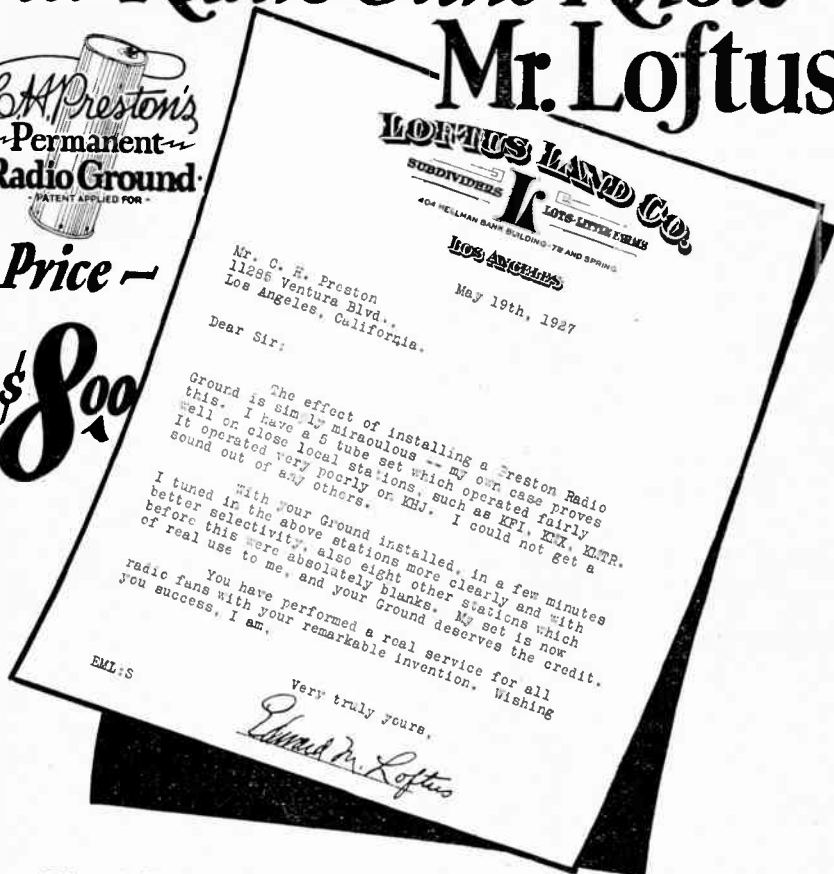 Radio Fans Know
Mr. Loftus
C.H. Preston's
Permanent
Radio Ground
- PATENT APPLIED FOR -
Price —
$8.00
LOFTUS LAND CO.
SUBDIVIDERS
L
LOTS-LITTLE FARMS
404 HELLMAN BANK BUILDING - 7TH AND SPRING
LOS ANGELES
May 19th, 1927
Mr. C. H. Preston
11285 Ventura Blvd.,
Los Angeles, California.
Dear Sir;
The effect of installing a Preston Radio
Ground is simply miraculous -- my own case proves
this. I have a 5 tube set which operated fairly
well on close local stations, such as KFI, KNX, KMTR.
It operated very poorly on KHJ. I could not get a
sound out of any others.
With your Ground installed, in a few minutes
I tuned in the above stations more clearly and with
better selectivity, also eight other stations which
before this were absolutely blanks. My set is now
of real use to me, and your Ground deserves the credit.
You have performed a real service for all
radio fans with your remarkable invention. Wishing
you success, I am,
Very truly yours,
EML:S
Edward M. Loftus